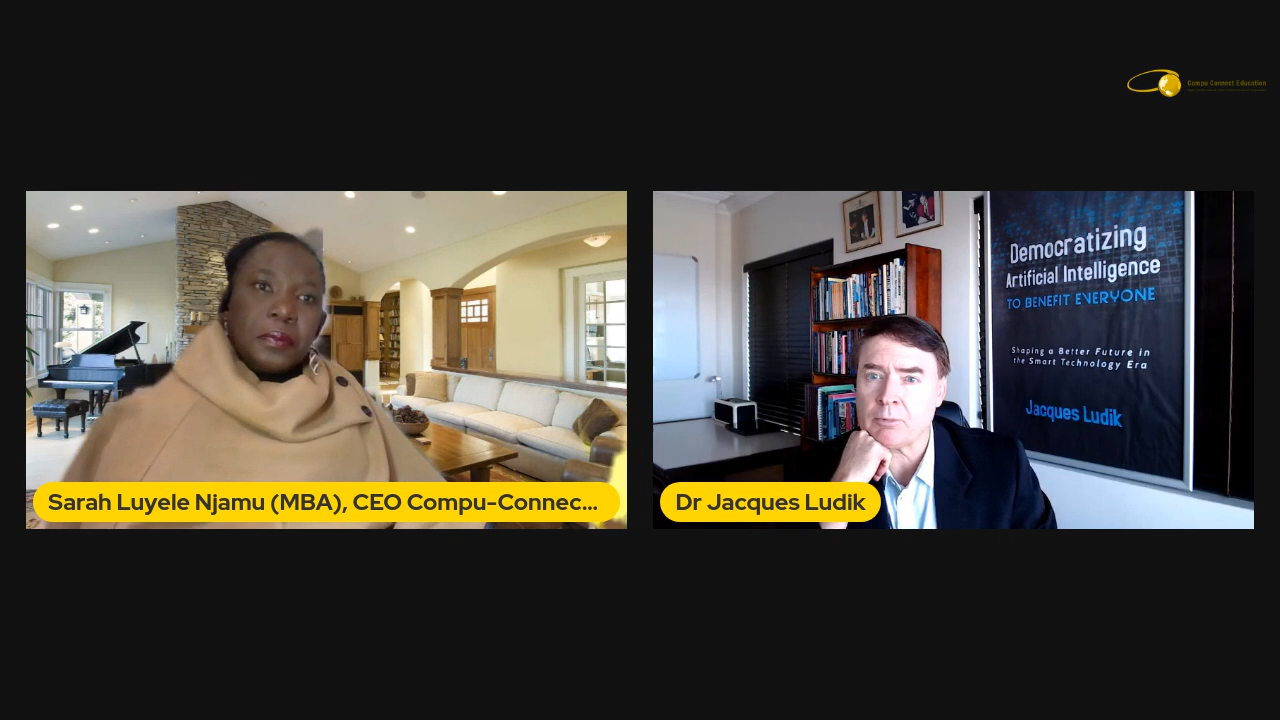 Compu Connect Education
Democratizing
Artificial Intelligence
TO BENEFIT EVERYONE
Shaping a Better Future in
the Smart Technology Era
Jacques Ludik
Sarah Luyele Njamu (MBA), CEO Compu-Connec...
Dr Jacques Ludik